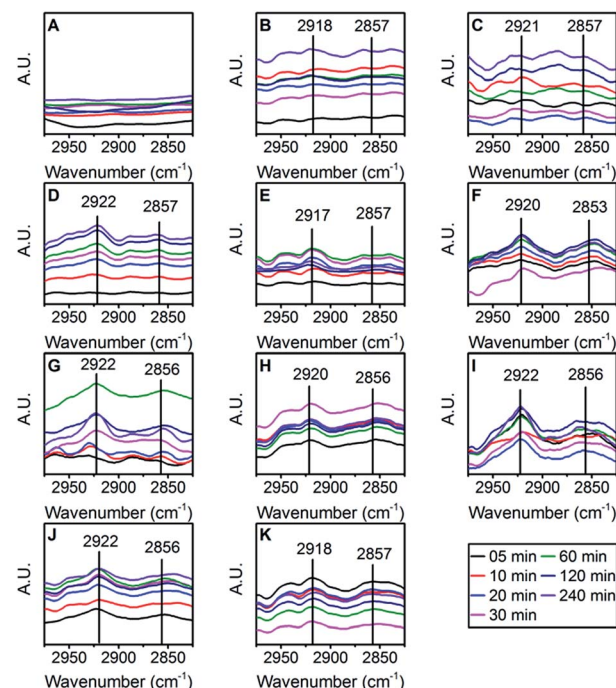 A B C
2918 2857 2921 2857
A.U. A.U. A.U.
2950 2900 2850 2950 2900 2850 2950 2900 2850
Wavenumber (cm⁻¹) Wavenumber (cm⁻¹) Wavenumber (cm⁻¹)
D E F
2922 2857 2917 2857 2920 2853
A.U. A.U. A.U.
2950 2900 2850 2950 2900 2850 2950 2900 2850
Wavenumber (cm⁻¹) Wavenumber (cm⁻¹) Wavenumber (cm⁻¹)
G H I
2922 2856 2920 2856 2922 2856
A.U. A.U. A.U.
2950 2900 2850 2950 2900 2850 2950 2900 2850
Wavenumber (cm⁻¹) Wavenumber (cm⁻¹) Wavenumber (cm⁻¹)
J K
2922 2856 2918 2857
A.U. A.U.
2950 2900 2850 2950 2900 2850
Wavenumber (cm⁻¹) Wavenumber (cm⁻¹)
05 min 60 min
10 min 120 min
20 min 240 min
30 min